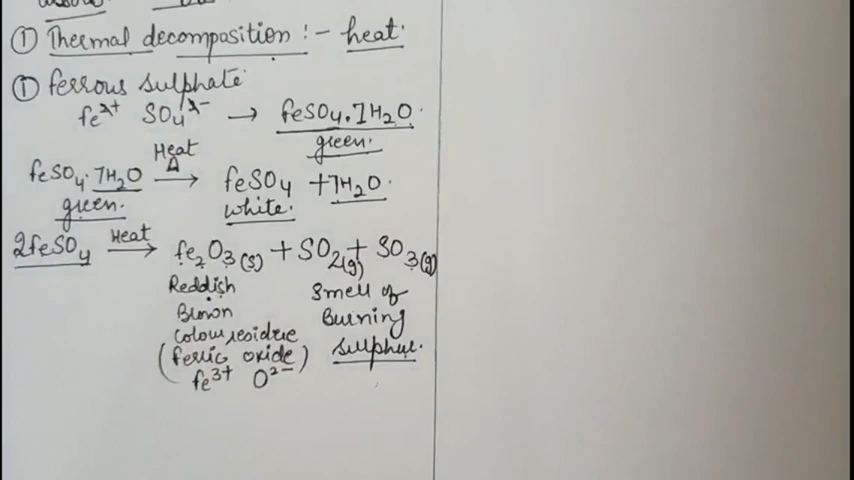 ① Thermal decomposition :- heat.
① ferrous sulphate
fe²⁺ SO₄²⁻ → feSO₄.7H₂O.
green.
feSO₄.7H₂O Heat Δ → feSO₄ + 7H₂O.
green. white.
2feSO₄ Heat → fe₂O₃(s) + SO₂(g) + SO₃(g)
Reddish Smell of
Brown Burning
colour residue sulphur.
(ferric oxide)
fe³⁺ O²⁻